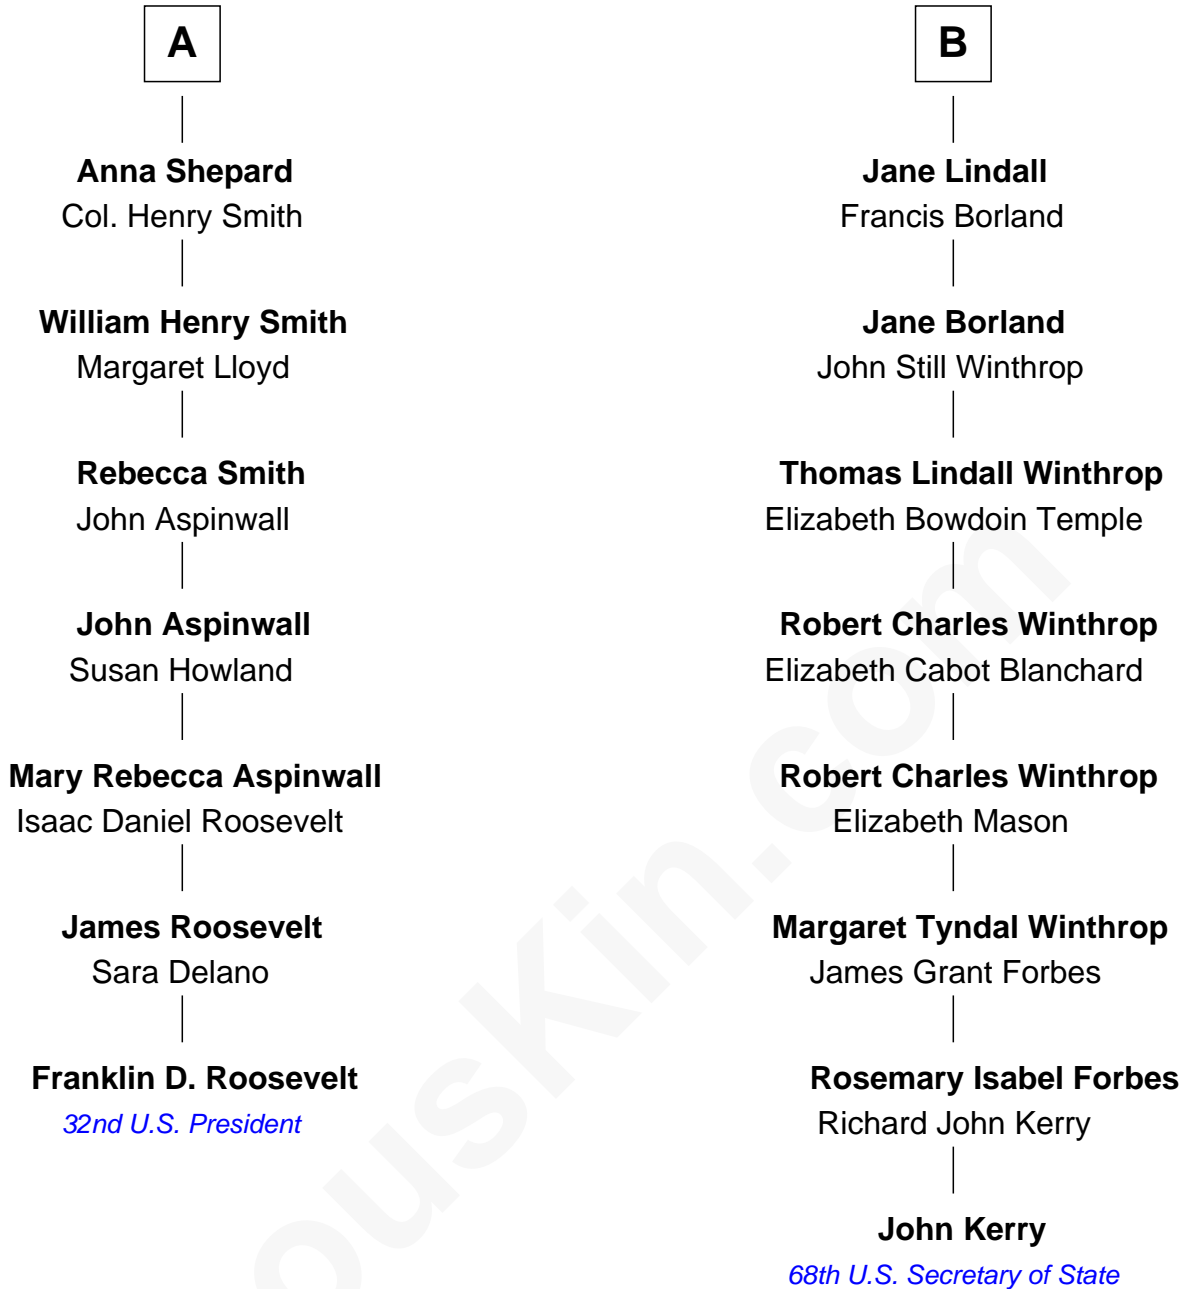 A
Anna Shepard
Col. Henry Smith
William Henry Smith
Margaret Lloyd
Rebecca Smith
John Aspinwall
John Aspinwall
Susan Howland
Mary Rebecca Aspinwall
Isaac Daniel Roosevelt
James Roosevelt
Sara Delano
Franklin D. Roosevelt
32nd U.S. President
B
Jane Lindall
Francis Borland
Jane Borland
John Still Winthrop
Thomas Lindall Winthrop
Elizabeth Bowdoin Temple
Robert Charles Winthrop
Elizabeth Cabot Blanchard
Robert Charles Winthrop
Elizabeth Mason
Margaret Tyndal Winthrop
James Grant Forbes
Rosemary Isabel Forbes
Richard John Kerry
John Kerry
68th U.S. Secretary of State
ousKin.com